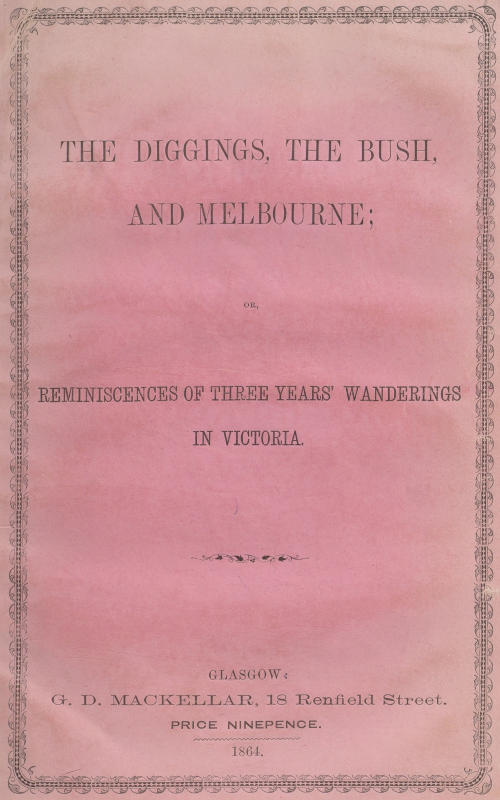 THE DIGGINGS, THE BUSH,
AND MELBOURNE;
OR,
REMINISCENCES OF THREE YEARS' WANDERINGS
IN VICTORIA.
GLASGOW:
G. D. MACKELLAR, 18 Renfield Street.
PRICE NINEPENCE.
1864.